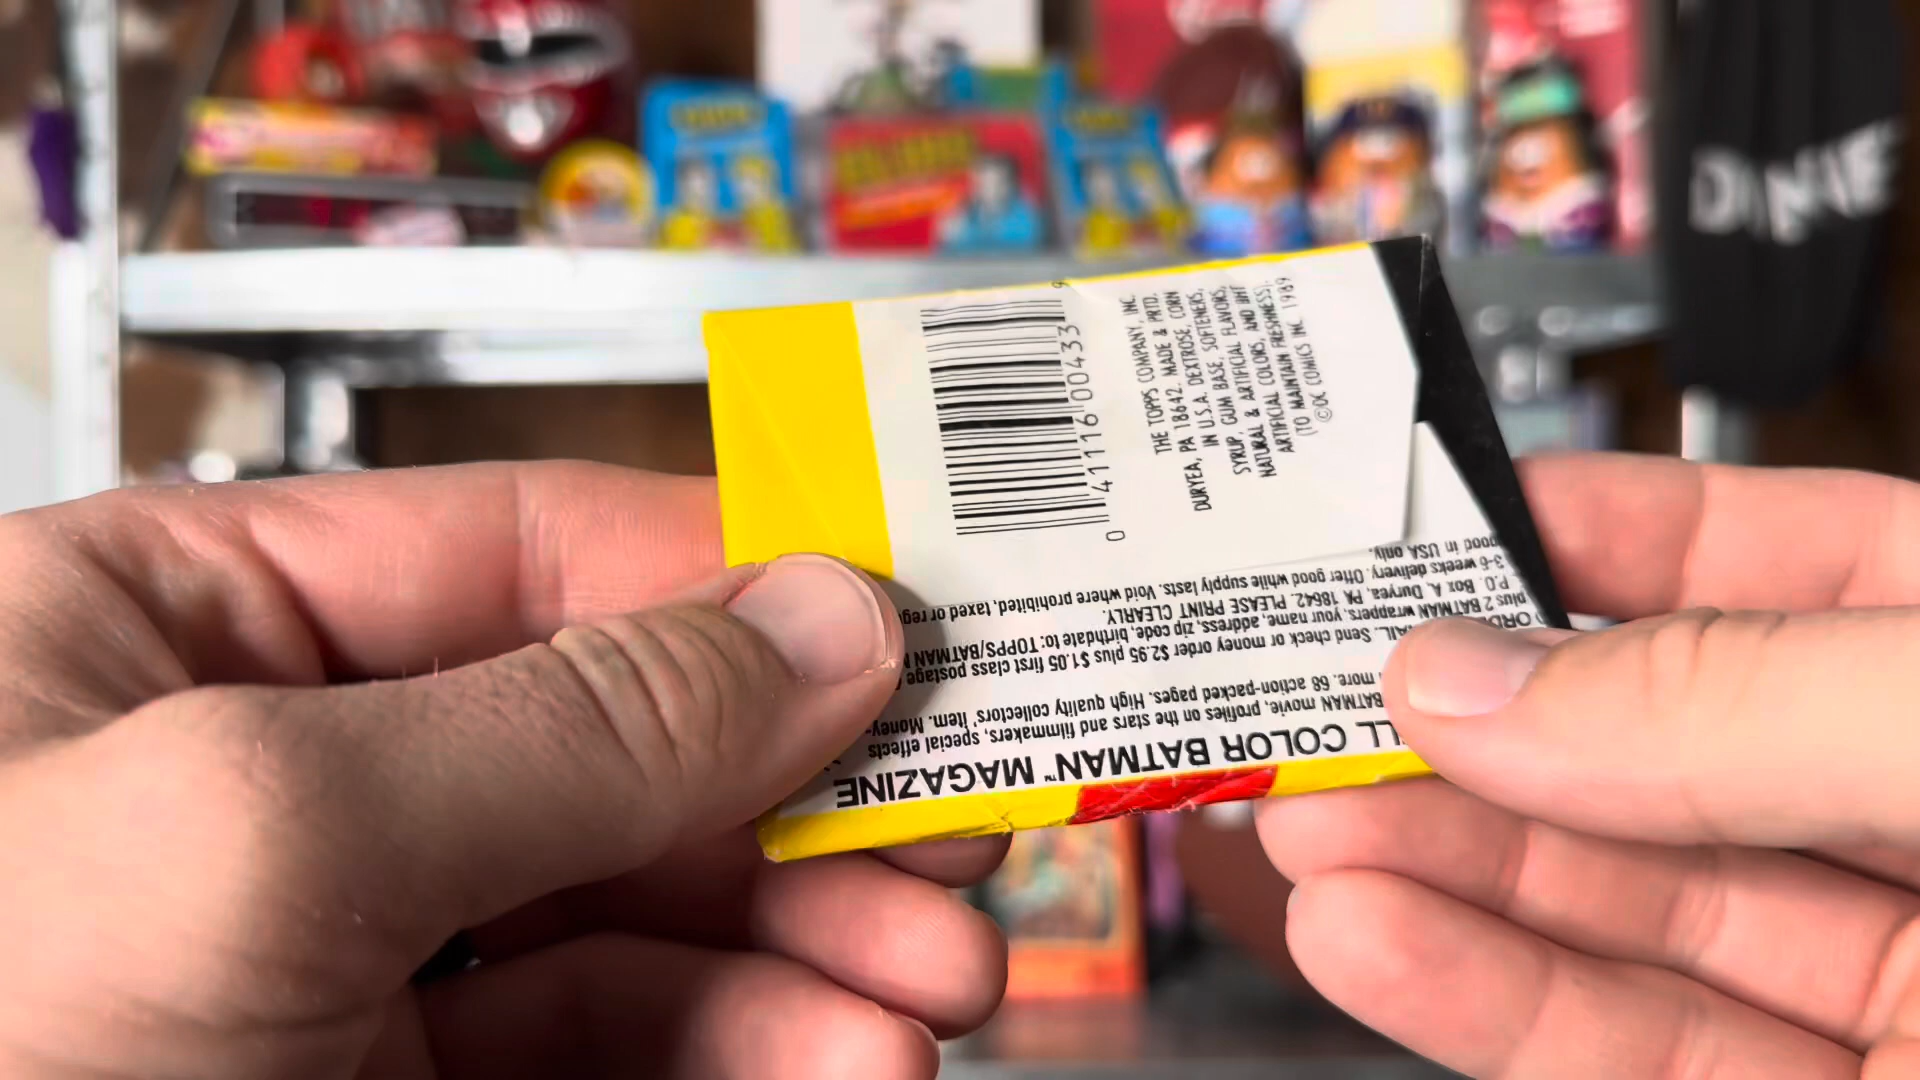 0 41116 00433 9
THE TOPPS COMPANY, INC.
DURYEA, PA 18642. MADE & PRTD.
IN U.S.A. DEXTROSE, CORN
SYRUP, GUM BASE, SOFTENERS,
NATURAL & ARTIFICIAL FLAVORS,
ARTIFICIAL COLORS, AND BHT
(TO MAINTAIN FRESHNESS).
©DC COMICS INC. 1989
COLOR BATMAN™ MAGAZINE
BATMAN movie, profiles on the stars and filmmakers, special effects
more. 68 action-packed pages. High quality collectors' item. Money-
Send check or money order $2.95 plus $1.05 first class postage
plus 2 BATMAN wrappers, your name, address, zip code, birthdate to: TOPPS/BATMAN
P.O. Box A, Duryea, PA 18642. PLEASE PRINT CLEARLY.
3-6 weeks delivery. Offer good while supply lasts. Void where prohibited, taxed or
good in USA only.